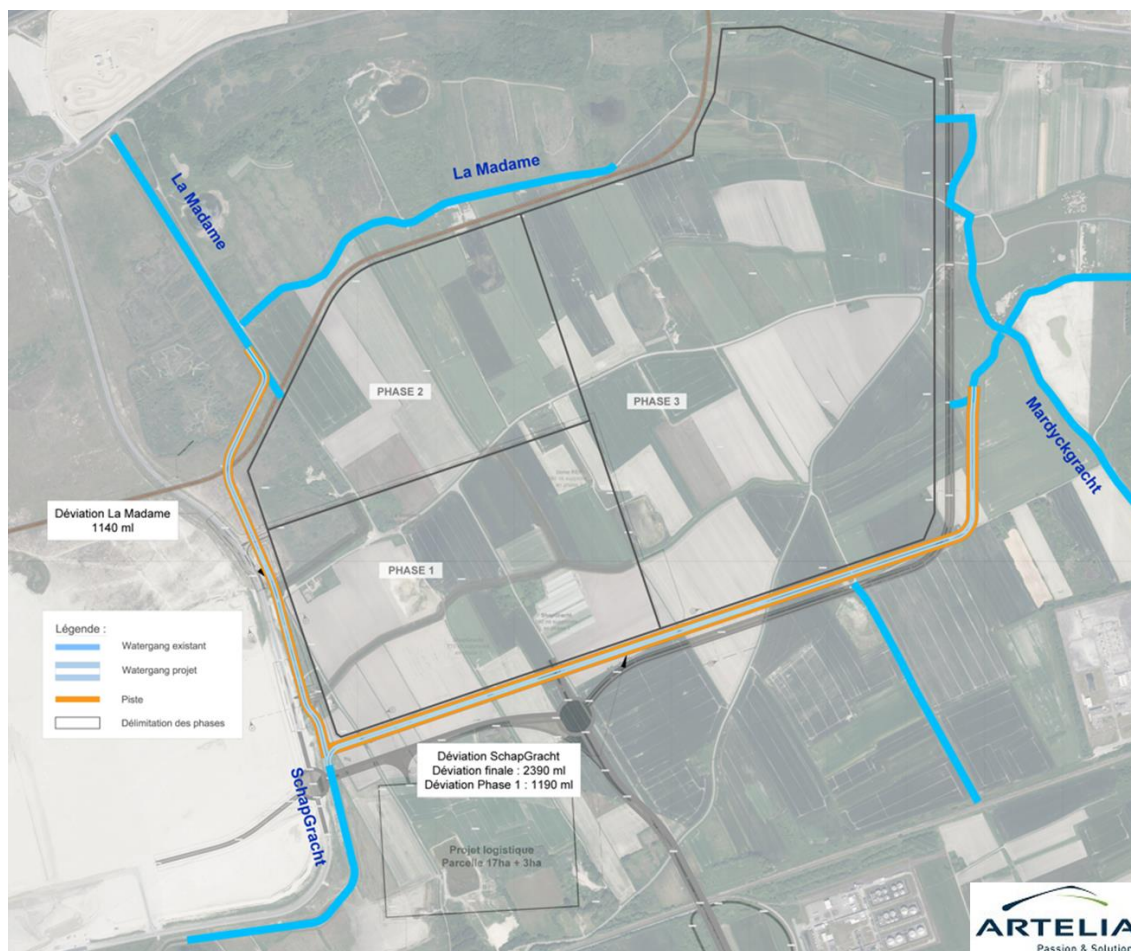 La Madame
La Madame
PHASE 2
PHASE 3
Mardyckgracht
Déviation La Madame
1140 ml
PHASE 1
Légende :
Watergang existant
Watergang projet
Piste
Délimitation des phases
Déviation SchapGracht
Déviation finale : 2390 ml
Déviation Phase 1 : 1190 ml
SchapGracht
Projet logistique
Parcelle 17ha + 3ha
ARTELIA
Passion & Solution